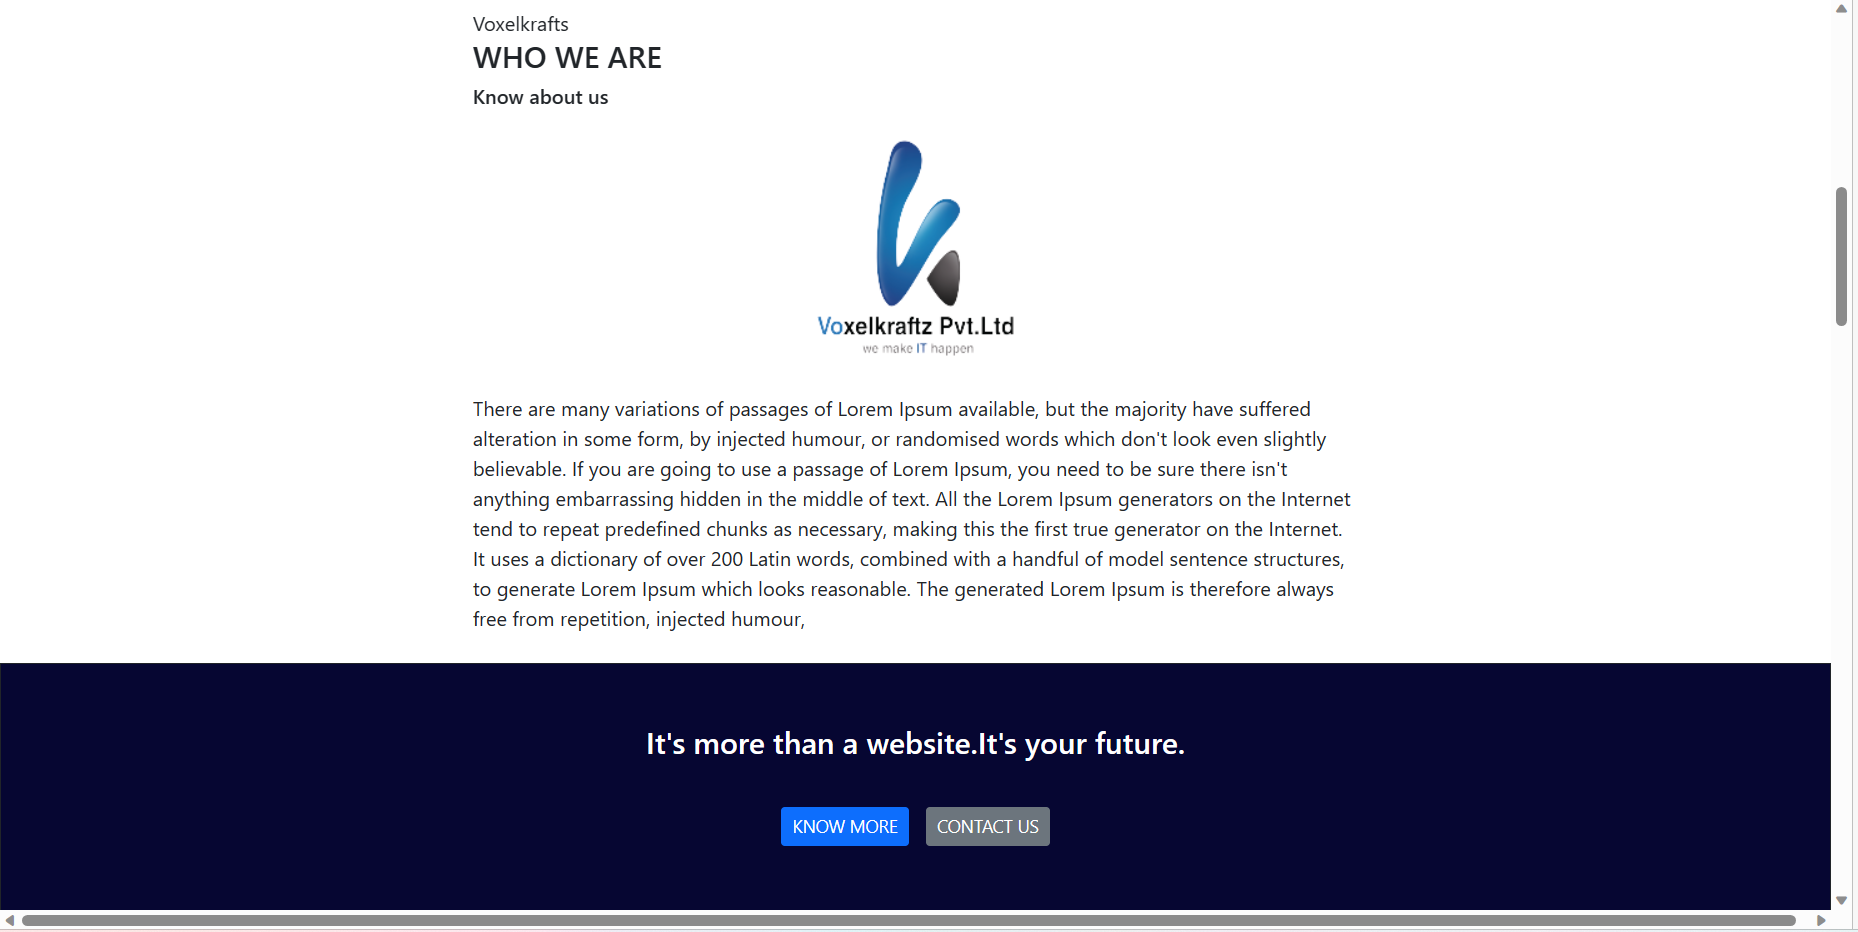 Voxelkrafts
WHO WE ARE
Know about us
Voxelkraftz Pvt.Ltd
we make IT happen
There are many variations of passages of Lorem Ipsum available, but the majority have suffered
alteration in some form, by injected humour, or randomised words which don't look even slightly
believable. If you are going to use a passage of Lorem Ipsum, you need to be sure there isn't
anything embarrassing hidden in the middle of text. All the Lorem Ipsum generators on the Internet
tend to repeat predefined chunks as necessary, making this the first true generator on the Internet.
It uses a dictionary of over 200 Latin words, combined with a handful of model sentence structures,
to generate Lorem Ipsum which looks reasonable. The generated Lorem Ipsum is therefore always
free from repetition, injected humour,
It's more than a website.It's your future.
KNOW MORE CONTACT US